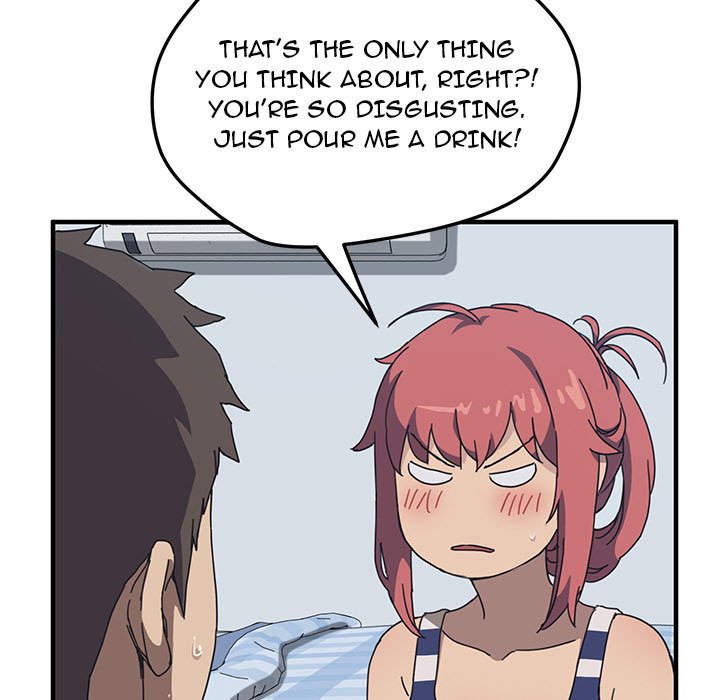 THAT'S THE ONLY THING
YOU THINK ABOUT, RIGHT?!
YOU'RE SO DISGUSTING.
JUST POUR ME A DRINK!